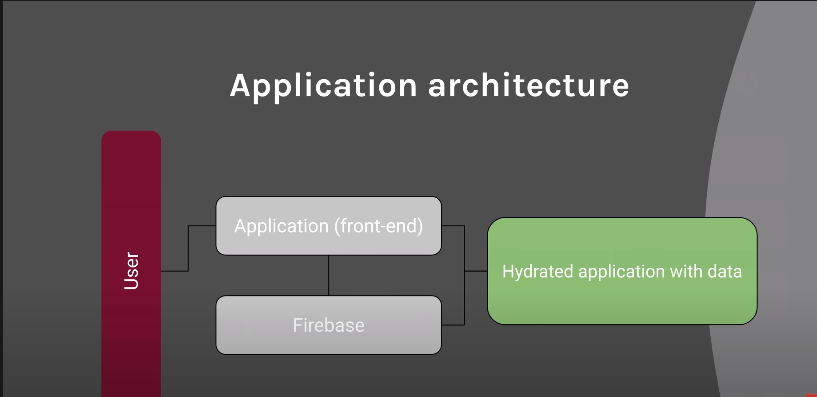 Application architecture
User
Application (front-end)
Firebase
Hydrated application with data